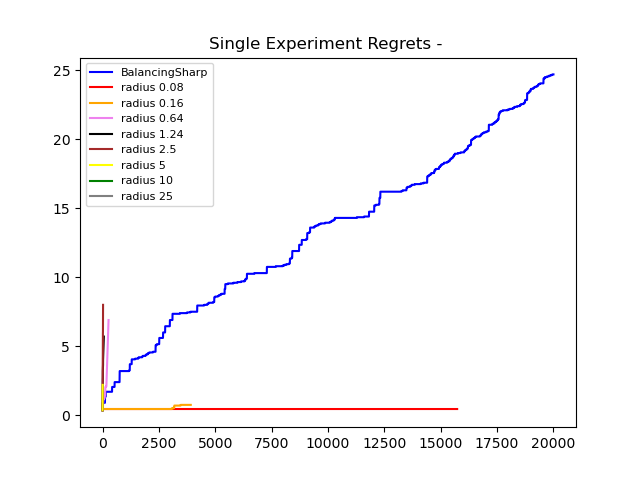 Single Experiment Regrets -
BalancingSharp
radius 0.08
radius 0.16
radius 0.64
radius 1.24
radius 2.5
radius 5
radius 10
radius 25
25
20
15
10
5
0
0 2500 5000 7500 10000 12500 15000 17500 20000